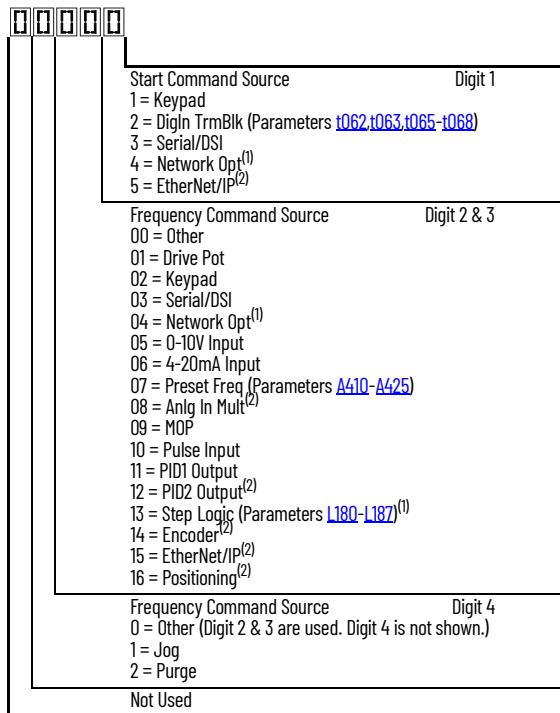 Start Command Source Digit 1
1 = Keypad
2 = DigIn TrmBlk (Parameters t062,t063,t065-t068)
3 = Serial/DSI
4 = Network Opt(1)
5 = EtherNet/IP(2)
Frequency Command Source Digit 2 & 3
00 = Other
01 = Drive Pot
02 = Keypad
03 = Serial/DSI
04 = Network Opt(1)
05 = 0-10V Input
06 = 4-20mA Input
07 = Preset Freq (Parameters A410-A425)
08 = Anlg In Mult(2)
09 = MOP
10 = Pulse Input
11 = PID1 Output
12 = PID2 Output(2)
13 = Step Logic (Parameters L180-L187)(1)
14 = Encoder(2)
15 = EtherNet/IP(2)
16 = Positioning(2)
Frequency Command Source Digit 4
0 = Other (Digit 2 & 3 are used. Digit 4 is not shown.)
1 = Jog
2 = Purge
Not Used